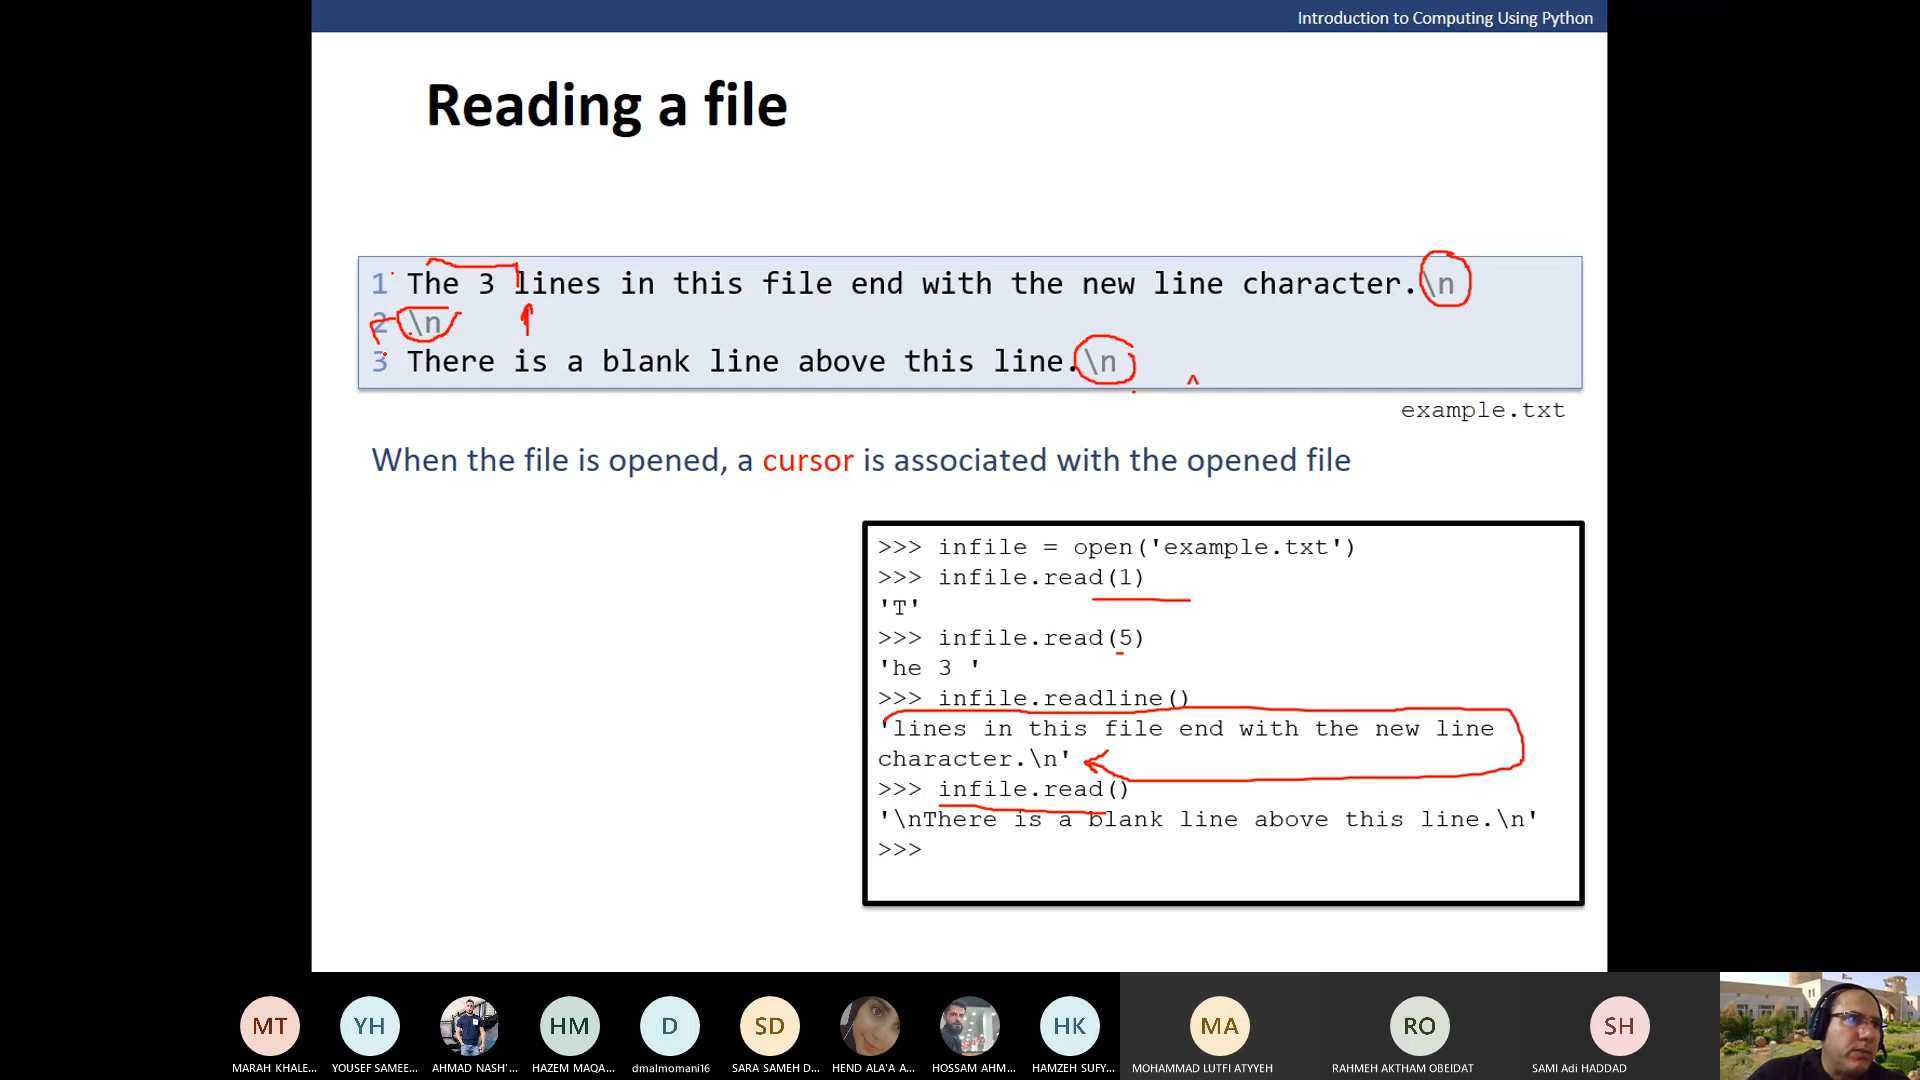 Introduction to Computing Using Python
Reading a file
1 The 3 lines in this file end with the new line character.\n
2 \n
3 There is a blank line above this line.\n
^
example.txt
When the file is opened, a cursor is associated with the opened file
>>> infile = open('example.txt')
>>> infile.read(1)
'T'
>>> infile.read(5)
'he 3 '
>>> infile.readline()
'lines in this file end with the new line
character.\n'
>>> infile.read()
'\nThere is a blank line above this line.\n'
>>>
MT YH HM D SD HK MA RO SH
MARAH KHALE... YOUSEF SAMEE... AHMAD NASH'... HAZEM MAQA... dmalmomani16 SARA SAMEH D... HEND ALA'A A... HOSSAM AHM... HAMZEH SUFY... MOHAMMAD LUTFI ATYYEH RAHMEH AKTHAM OBEIDAT SAMI Adi HADDAD